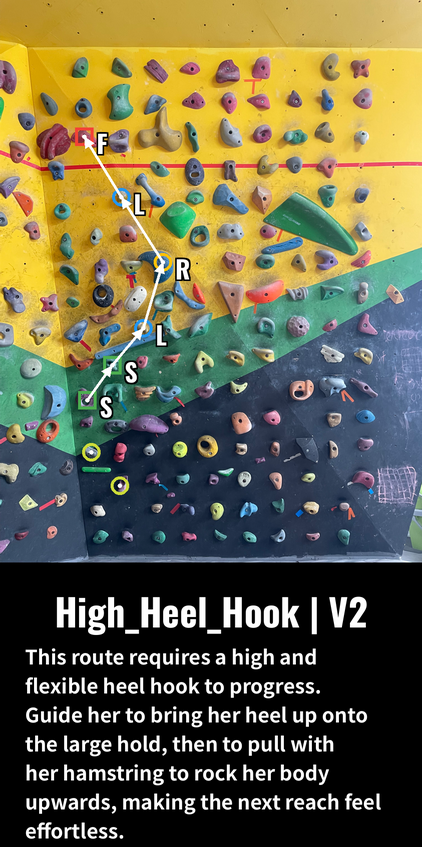 F
L
R
L
S
S
High_Heel_Hook | V2
This route requires a high and
flexible heel hook to progress.
Guide her to bring her heel up onto
the large hold, then to pull with
her hamstring to rock her body
upwards, making the next reach feel
effortless.